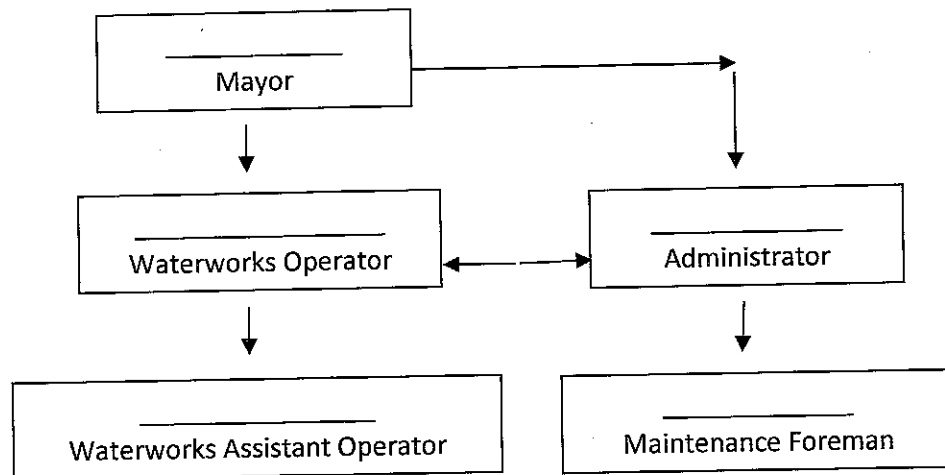 Mayor
Waterworks Operator
Administrator
Waterworks Assistant Operator
Maintenance Foreman